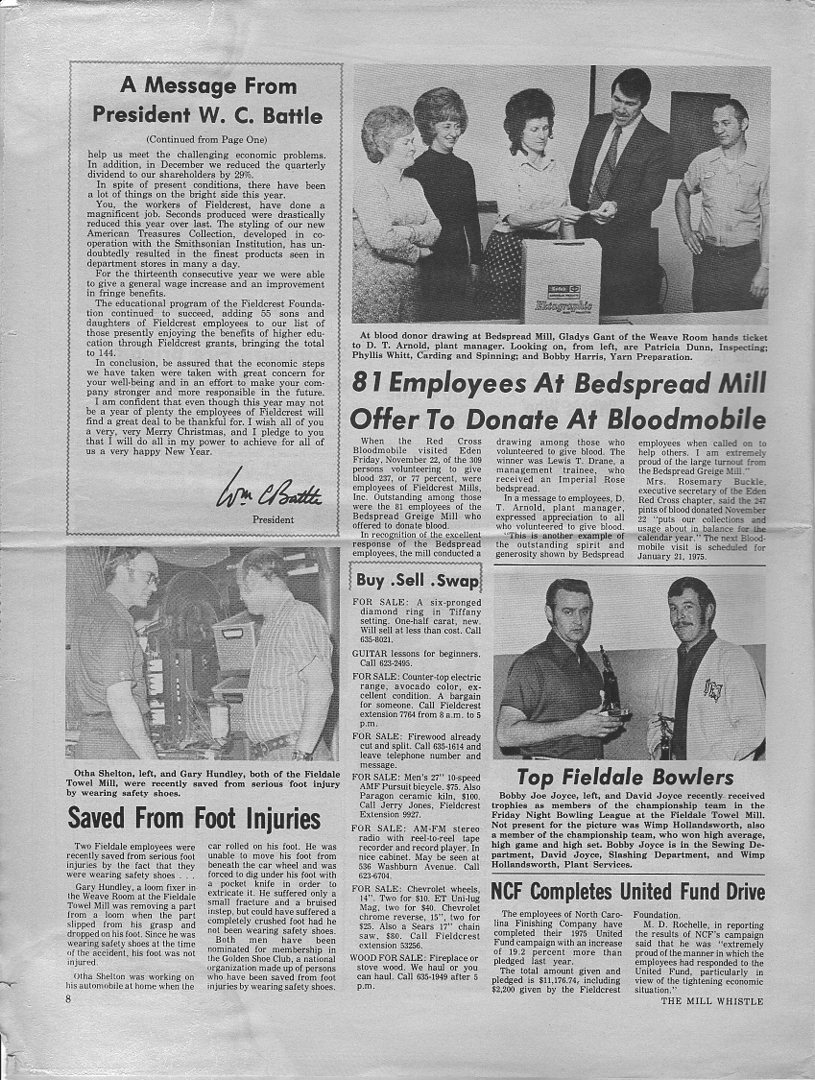 A Message From
President W. C. Battle
(Continued from Page One)
help us meet the challenging economic problems.
In addition, in December we reduced the quarterly
dividend to our shareholders by 29%.
In spite of present conditions, there have been
a lot of things on the bright side this year.
You, the workers of Fieldcrest, have done a
magnificent job. Seconds produced were drastically
reduced this year over last. The styling of our new
American Treasures Collection, developed in co-
operation with the Smithsonian Institution, has un-
doubtedly resulted in the finest products seen in
department stores in many a day.
For the thirteenth consecutive year we were able
to give a general wage increase and an improvement
in fringe benefits.
The educational program of the Fieldcrest Founda-
tion continued to succeed, adding 55 sons and
daughters of Fieldcrest employees to our list of
those presently enjoying the benefits of higher edu-
cation through Fieldcrest grants, bringing the total
to 144.
In conclusion, be assured that the economic steps
we have taken were taken with great concern for
your well-being and in an effort to make your com-
pany stronger and more responsible in the future.
I am confident that even though this year may not
be a year of plenty the employees of Fieldcrest will
find a great deal to be thankful for. I wish all of you
a very, very Merry Christmas, and I pledge to you
that I will do all in my power to achieve for all of
us a very happy New Year.
Wm C Battle
President
Kodak
Ektagraphic
At blood donor drawing at Bedspread Mill, Gladys Gant of the Weave Room hands ticket
to D. T. Arnold, plant manager. Looking on, from left, are Patricia Dunn, Inspecting;
Phyllis Whitt, Carding and Spinning; and Bobby Harris, Yarn Preparation.
81 Employees At Bedspread Mill
Offer To Donate At Bloodmobile
When the Red Cross
Bloodmobile visited Eden
Friday, November 22, of the 309
persons volunteering to give
blood 237, or 77 percent, were
employees of Fieldcrest Mills,
Inc. Outstanding among those
were the 81 employees of the
Bedspread Greige Mill who
offered to donate blood.
In recognition of the excellent
response of the Bedspread
employees, the mill conducted a
drawing among those who
volunteered to give blood. The
winner was Lewis T. Drane, a
management trainee, who
received an Imperial Rose
bedspread.
In a message to employees, D.
T. Arnold, plant manager,
expressed appreciation to all
who volunteered to give blood.
"This is another example of
the outstanding spirit and
generosity shown by Bedspread
employees when called on to
help others. I am extremely
proud of the large turnout from
the Bedspread Greige Mill."
Mrs. Rosemary Buckle,
executive secretary of the Eden
Red Cross chapter, said the 247
pints of blood donated November
22 "puts our collections and
usage about in balance for the
calendar year." The next Blood-
mobile visit is scheduled for
January 21, 1975.
Otha Shelton, left, and Gary Hundley, both of the Fieldale
Towel Mill, were recently saved from serious foot injury
by wearing safety shoes.
Saved From Foot Injuries
Two Fieldale employees were
recently saved from serious foot
injuries by the fact that they
were wearing safety shoes . . .
Gary Hundley, a loom fixer in
the Weave Room at the Fieldale
Towel Mill was removing a part
from a loom when the part
slipped from his grasp and
dropped on his foot. Since he was
wearing safety shoes at the time
of the accident, his foot was not
injured.
Otha Shelton was working on
his automobile at home when the
car rolled on his foot. He was
unable to move his foot from
beneath the car wheel and was
forced to dig under his foot with
a pocket knife in order to
extricate it. He suffered only a
small fracture and a bruised
instep, but could have suffered a
completely crushed foot had he
not been wearing safety shoes.
Both men have been
nominated for membership in
the Golden Shoe Club, a national
organization made up of persons
who have been saved from foot
injuries by wearing safety shoes.
Buy .Sell .Swap
FOR SALE: A six-pronged
diamond ring in Tiffany
setting. One-half carat, new.
Will sell at less than cost. Call
635-8021.
GUITAR lessons for beginners.
Call 623-2495.
FOR SALE: Counter-top electric
range, avocado color, ex-
cellent condition. A bargain
for someone. Call Fieldcrest
extension 7764 from 8 a.m. to 5
p.m.
FOR SALE: Firewood already
cut and split. Call 635-1614 and
leave telephone number and
message.
FOR SALE: Men's 27" 10-speed
AMF Pursuit bicycle. $75. Also
Paragon ceramic kiln, $100.
Call Jerry Jones, Fieldcrest
Extension 9927.
FOR SALE: AM-FM stereo
radio with reel-to-reel tape
recorder and record player. In
nice cabinet. May be seen at
536 Washburn Avenue. Call
623-6704.
FOR SALE: Chevrolet wheels,
14". Two for $10. ET Uni-lug
Mag, two for $40. Chevrolet
chrome reverse, 15", two for
$25. Also a Sears 17" chain
saw, $80. Call Fieldcrest
extension 53256.
WOOD FOR SALE: Fireplace or
stove wood. We haul or you
can haul. Call 635-1949 after 5
p.m.
Top Fieldale Bowlers
Bobby Joe Joyce, left, and David Joyce recently received
trophies as members of the championship team in the
Friday Night Bowling League at the Fieldale Towel Mill.
Not present for the picture was Wimp Hollandsworth, also
a member of the championship team, who won high average,
high game and high set. Bobby Joyce is in the Sewing De-
partment, David Joyce, Slashing Department, and Wimp
Hollandsworth, Plant Services.
NCF Completes United Fund Drive
The employees of North Caro-
lina Finishing Company have
completed their 1975 United
Fund campaign with an increase
of 19.2 percent more than
pledged last year.
The total amount given and
pledged is $11,176.74, including
$2,200 given by the Fieldcrest
Foundation.
M. D. Rochelle, in reporting
the results of NCF's campaign
said that he was "extremely
proud of the manner in which the
employees had responded to the
United Fund, particularly in
view of the tightening economic
situation."
8
THE MILL WHISTLE